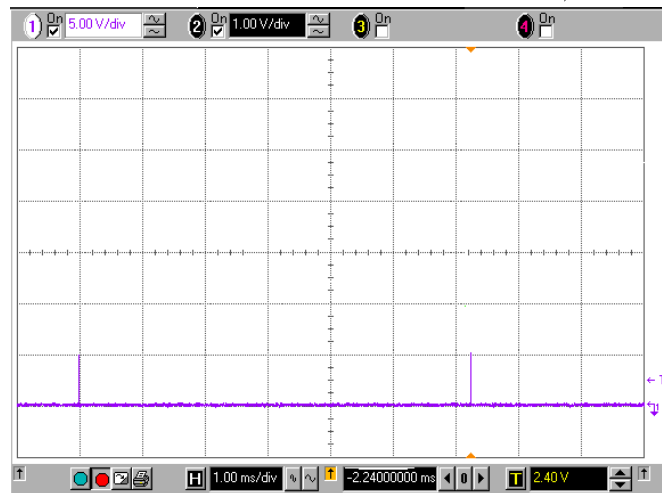 1 On 5.00 V/div 2 On 1.00 V/div 3 On 4 On
T
H 1.00 ms/div -2.24000000 ms 0 T 2.40 V